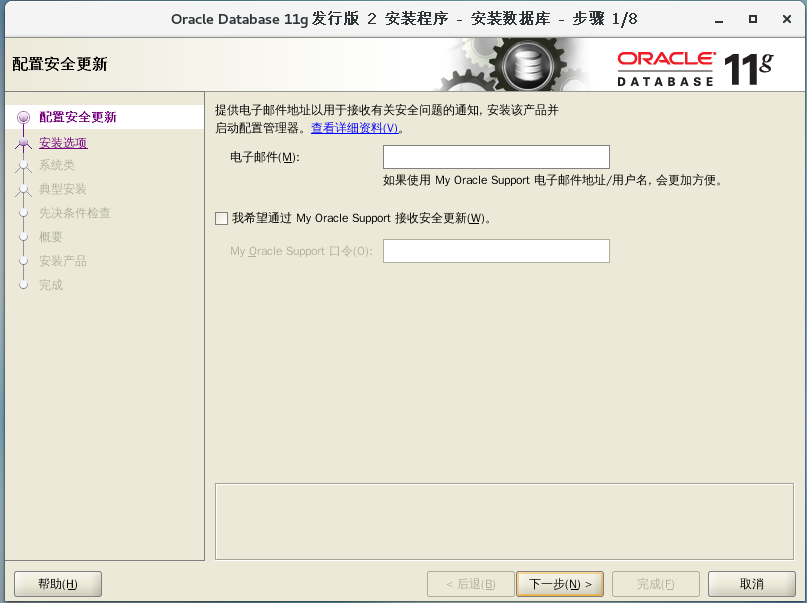 Oracle Database 11g 发行版 2 安装程序 - 安装数据库 - 步骤 1/8
配置安全更新
ORACLE
DATABASE
11g
配置安全更新
安装选项
系统类
典型安装
先决条件检查
概要
安装产品
完成
提供电子邮件地址以用于接收有关安全问题的通知, 安装该产品并
启动配置管理器。查看详细资料(V)。
电子邮件(M):
如果使用 My Oracle Support 电子邮件地址/用户名, 会更加方便。
我希望通过 My Oracle Support 接收安全更新(W)。
My Oracle Support 口令(O):
帮助(H)
< 后退(B)
下一步(N) >
完成(F)
取消